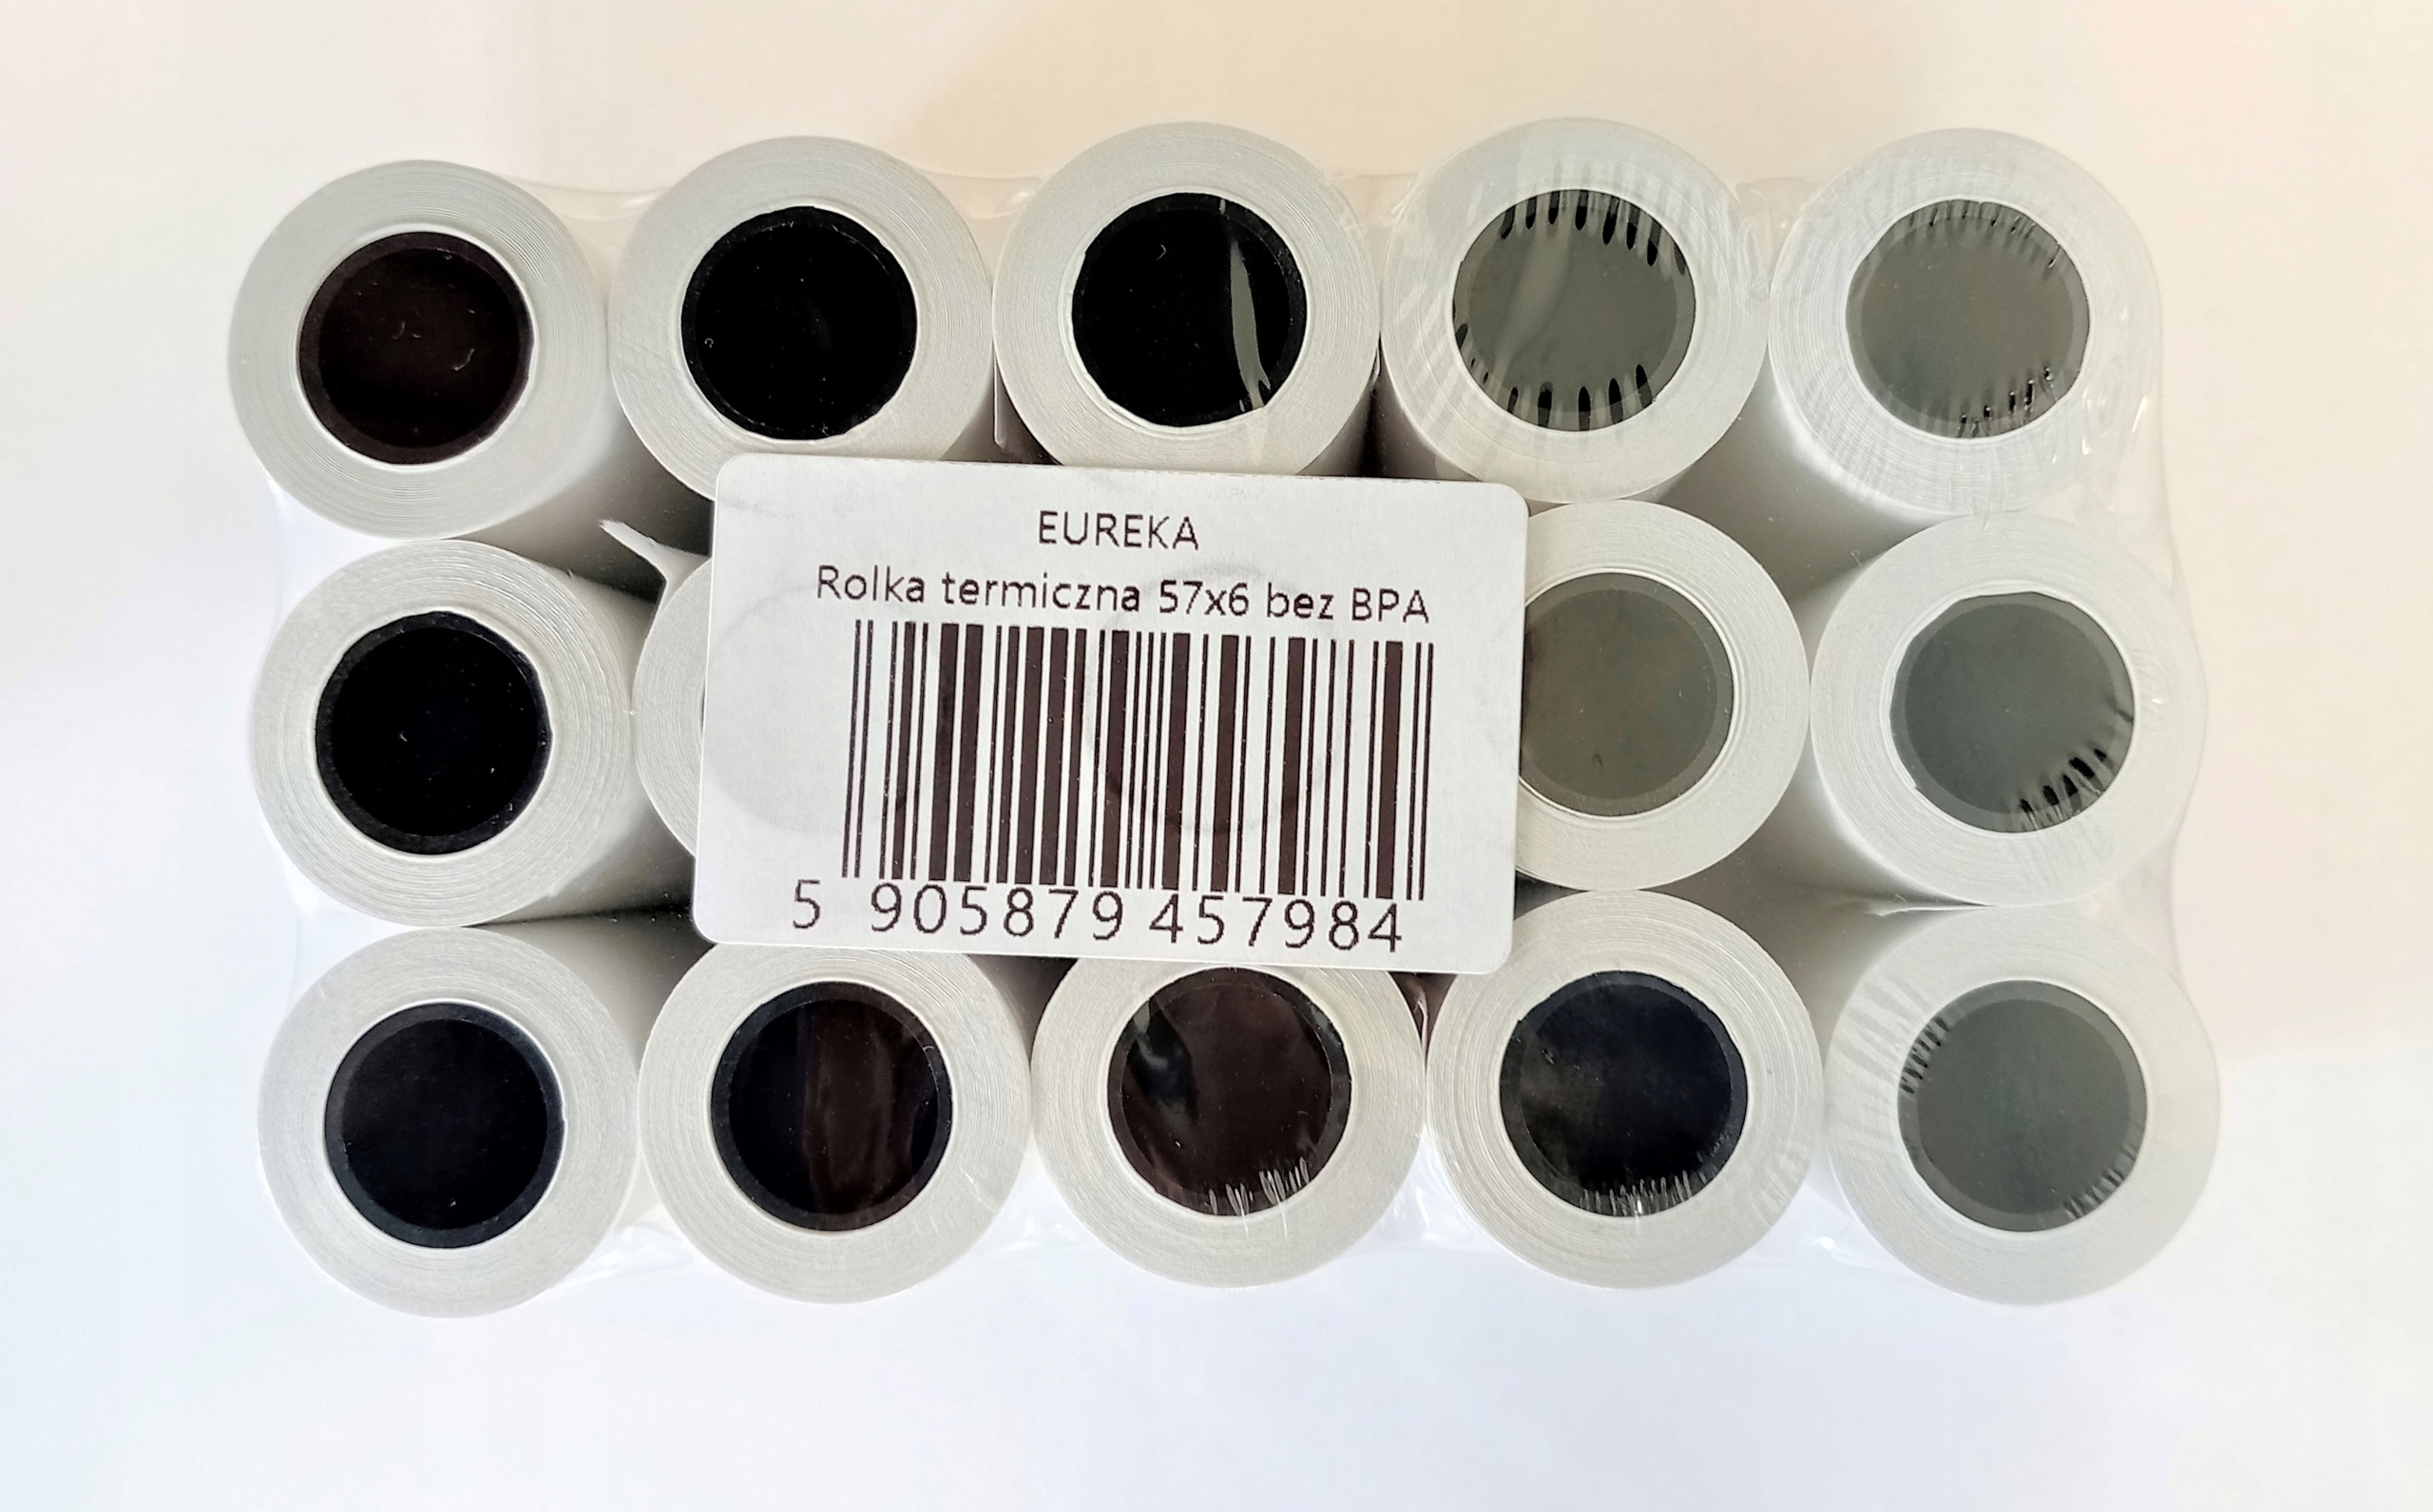 EUREKA
Rolka termiczna 57x6 bez BPA
5 905879 457984